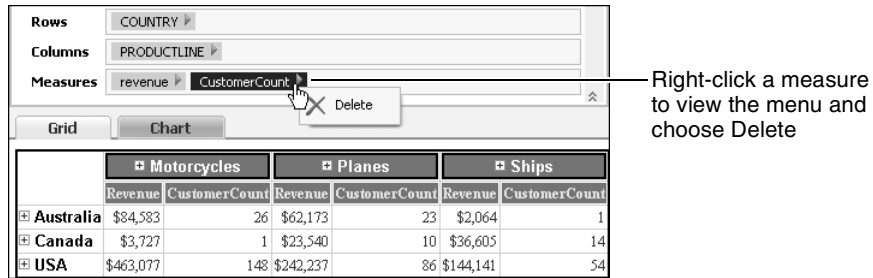 Rows COUNTRY
Columns PRODUCTLINE
Measures revenue CustomerCount
Delete
Right-click a measure
to view the menu and
choose Delete
Grid Chart
Motorcycles Planes Ships
Revenue CustomerCount Revenue CustomerCount Revenue CustomerCount
Australia $84,583 26 $62,173 23 $2,064 1
Canada $3,727 1 $23,540 10 $36,605 14
USA $463,077 148 $242,237 86 $144,141 54